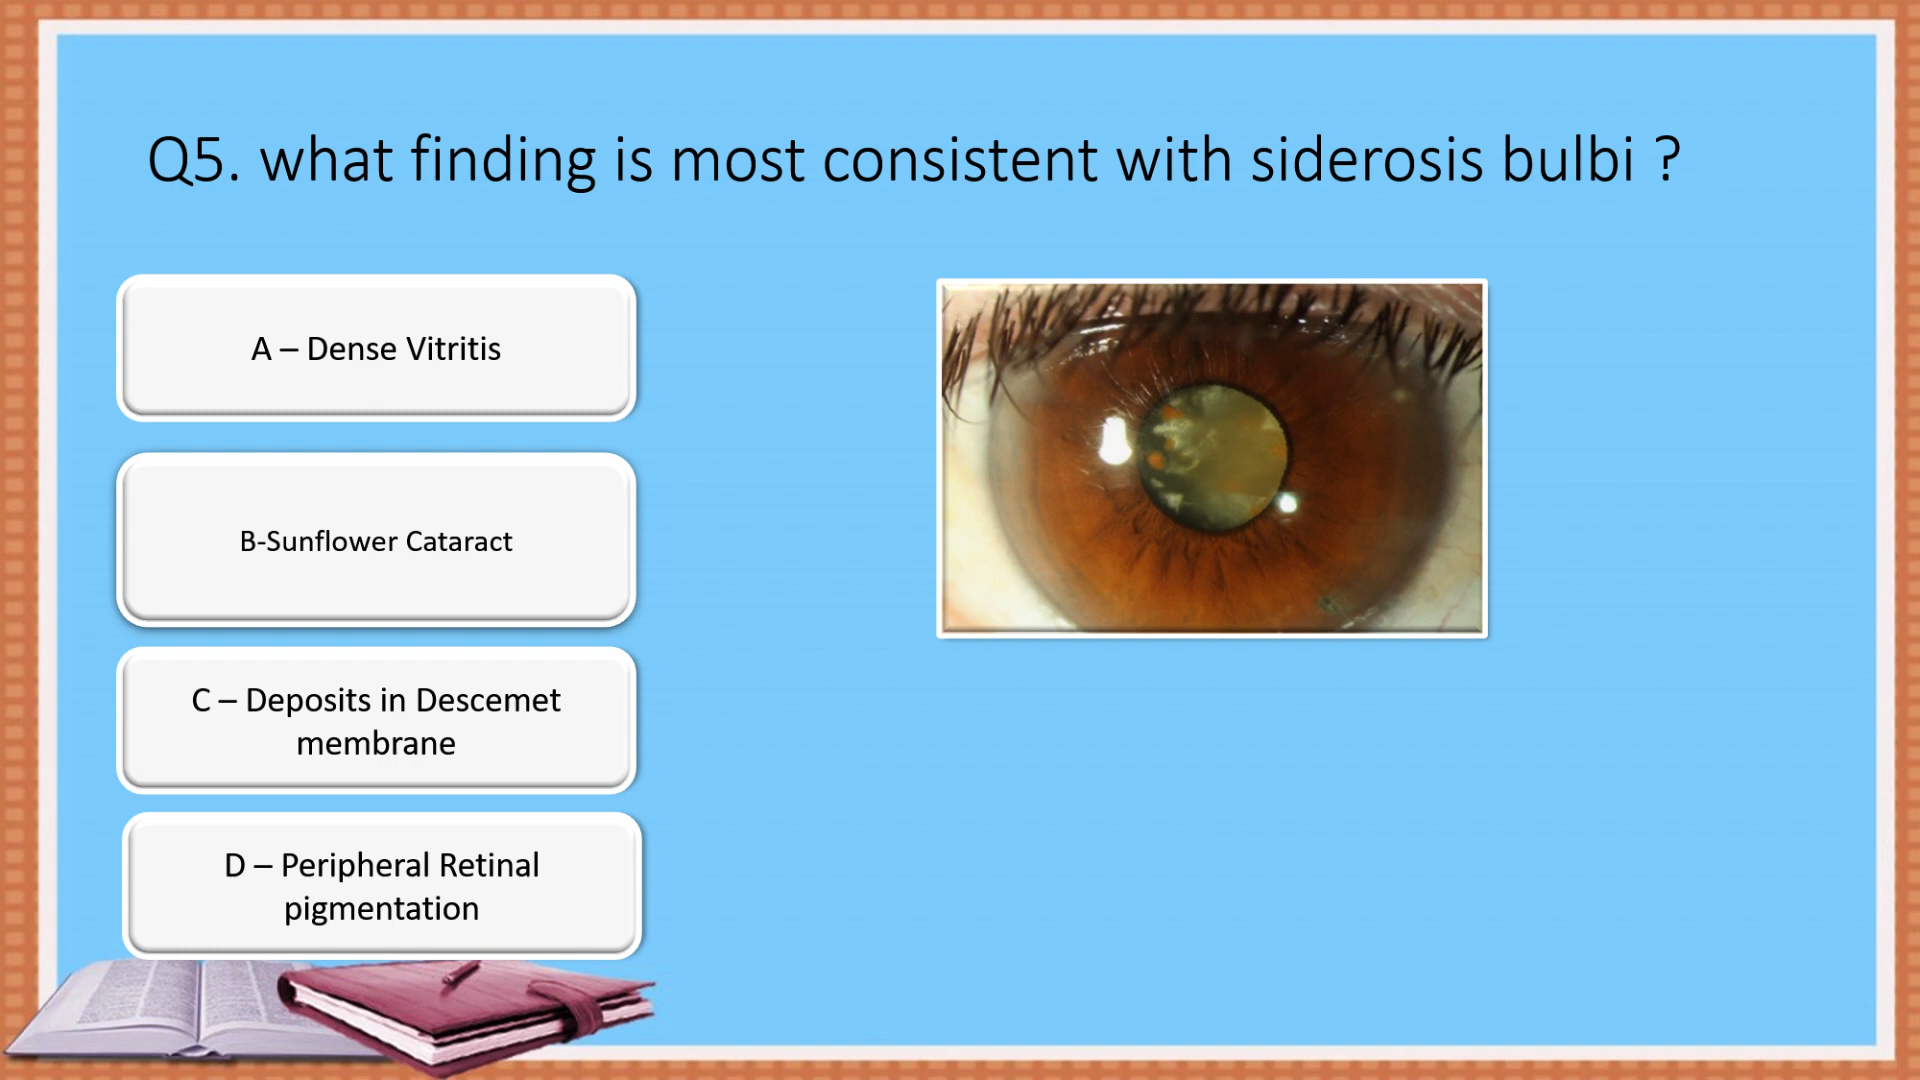 Q5. what finding is most consistent with siderosis bulbi ?
A – Dense Vitritis
B-Sunflower Cataract
C – Deposits in Descemet
membrane
D – Peripheral Retinal
pigmentation